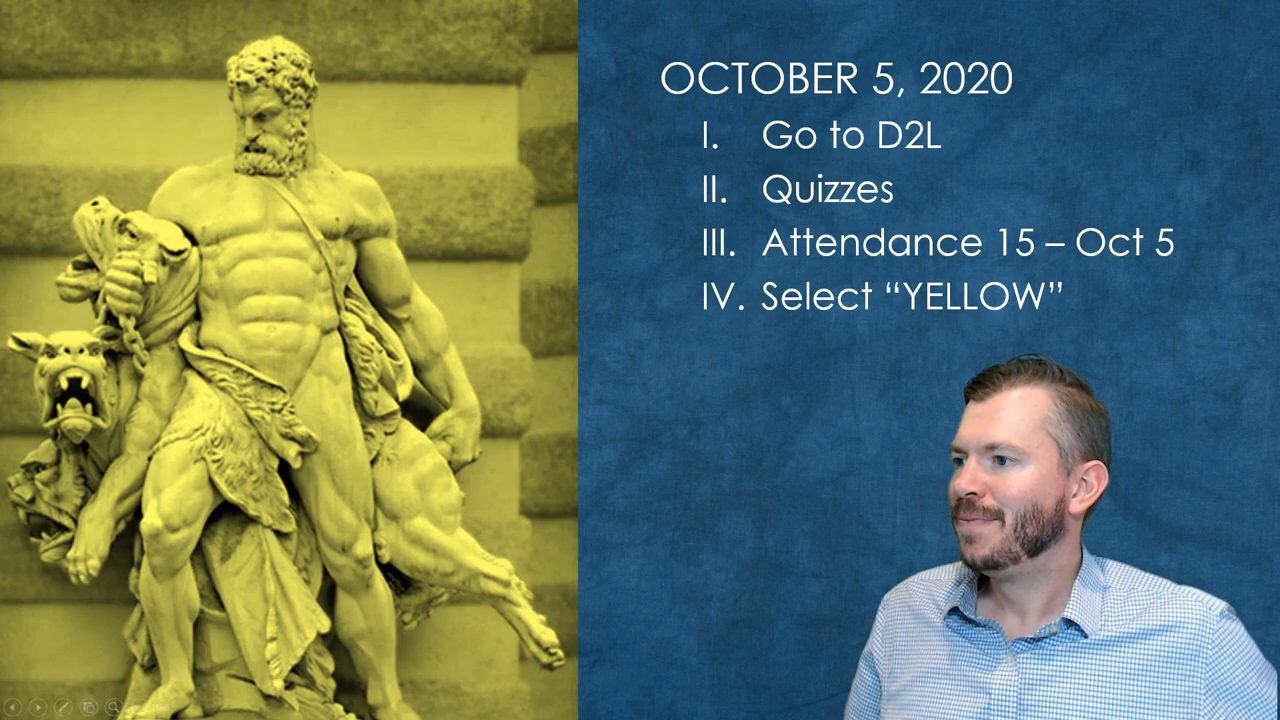 OCTOBER 5, 2020
I. Go to D2L
II. Quizzes
III. Attendance 15 – Oct 5
IV. Select “YELLOW”